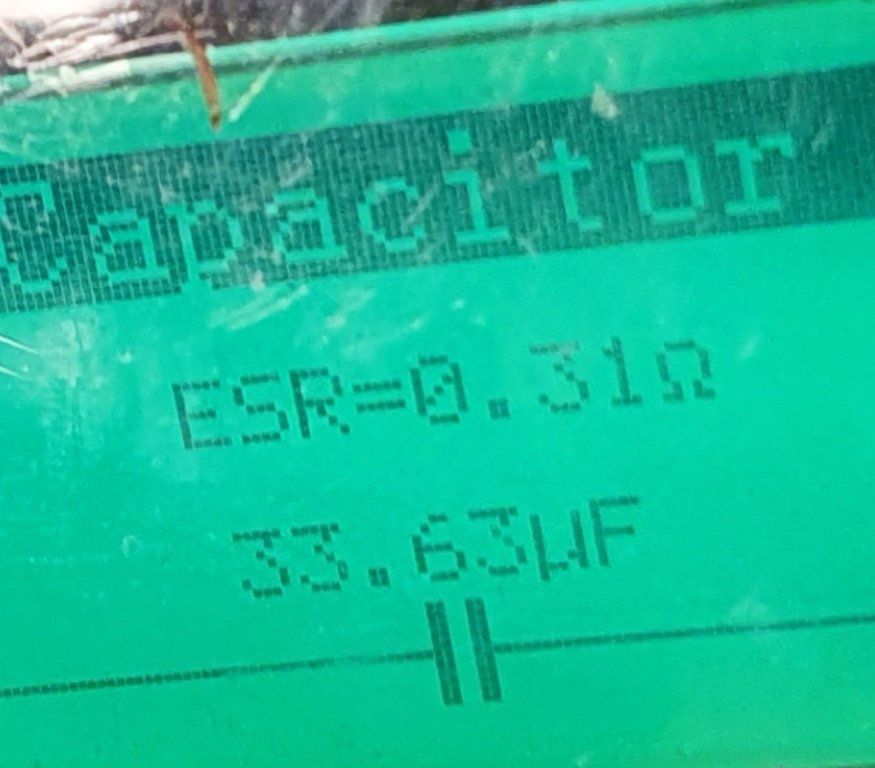 Capacitor
ESR=0.31Ω
33.63µF